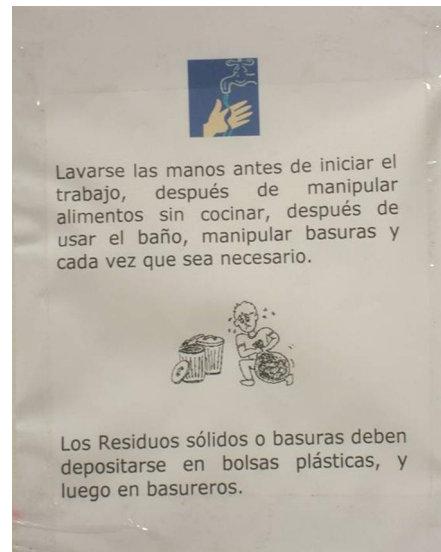 Lavarse las manos antes de iniciar el
trabajo, después de manipular
alimentos sin cocinar, después de
usar el baño, manipular basuras y
cada vez que sea necesario.
Los Residuos sólidos o basuras deben
depositarse en bolsas plásticas, y
luego en basureros.